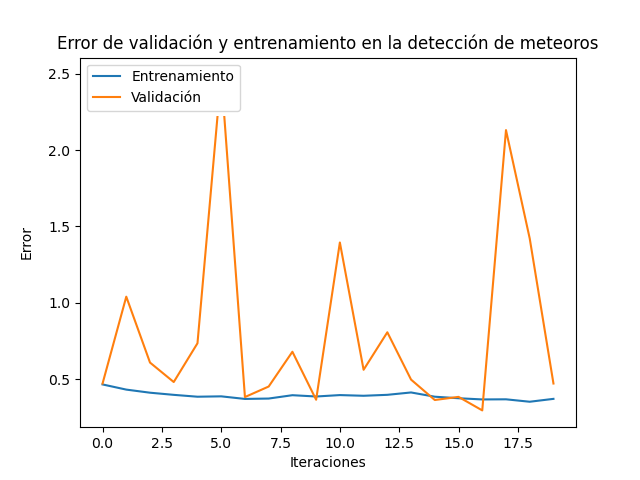 Error de validación y entrenamiento en la detección de meteoros
Entrenamiento
Validación
2.5
2.0
1.5
1.0
0.5
Error
0.0
2.5
5.0
7.5
10.0
12.5
15.0
17.5
Iteraciones